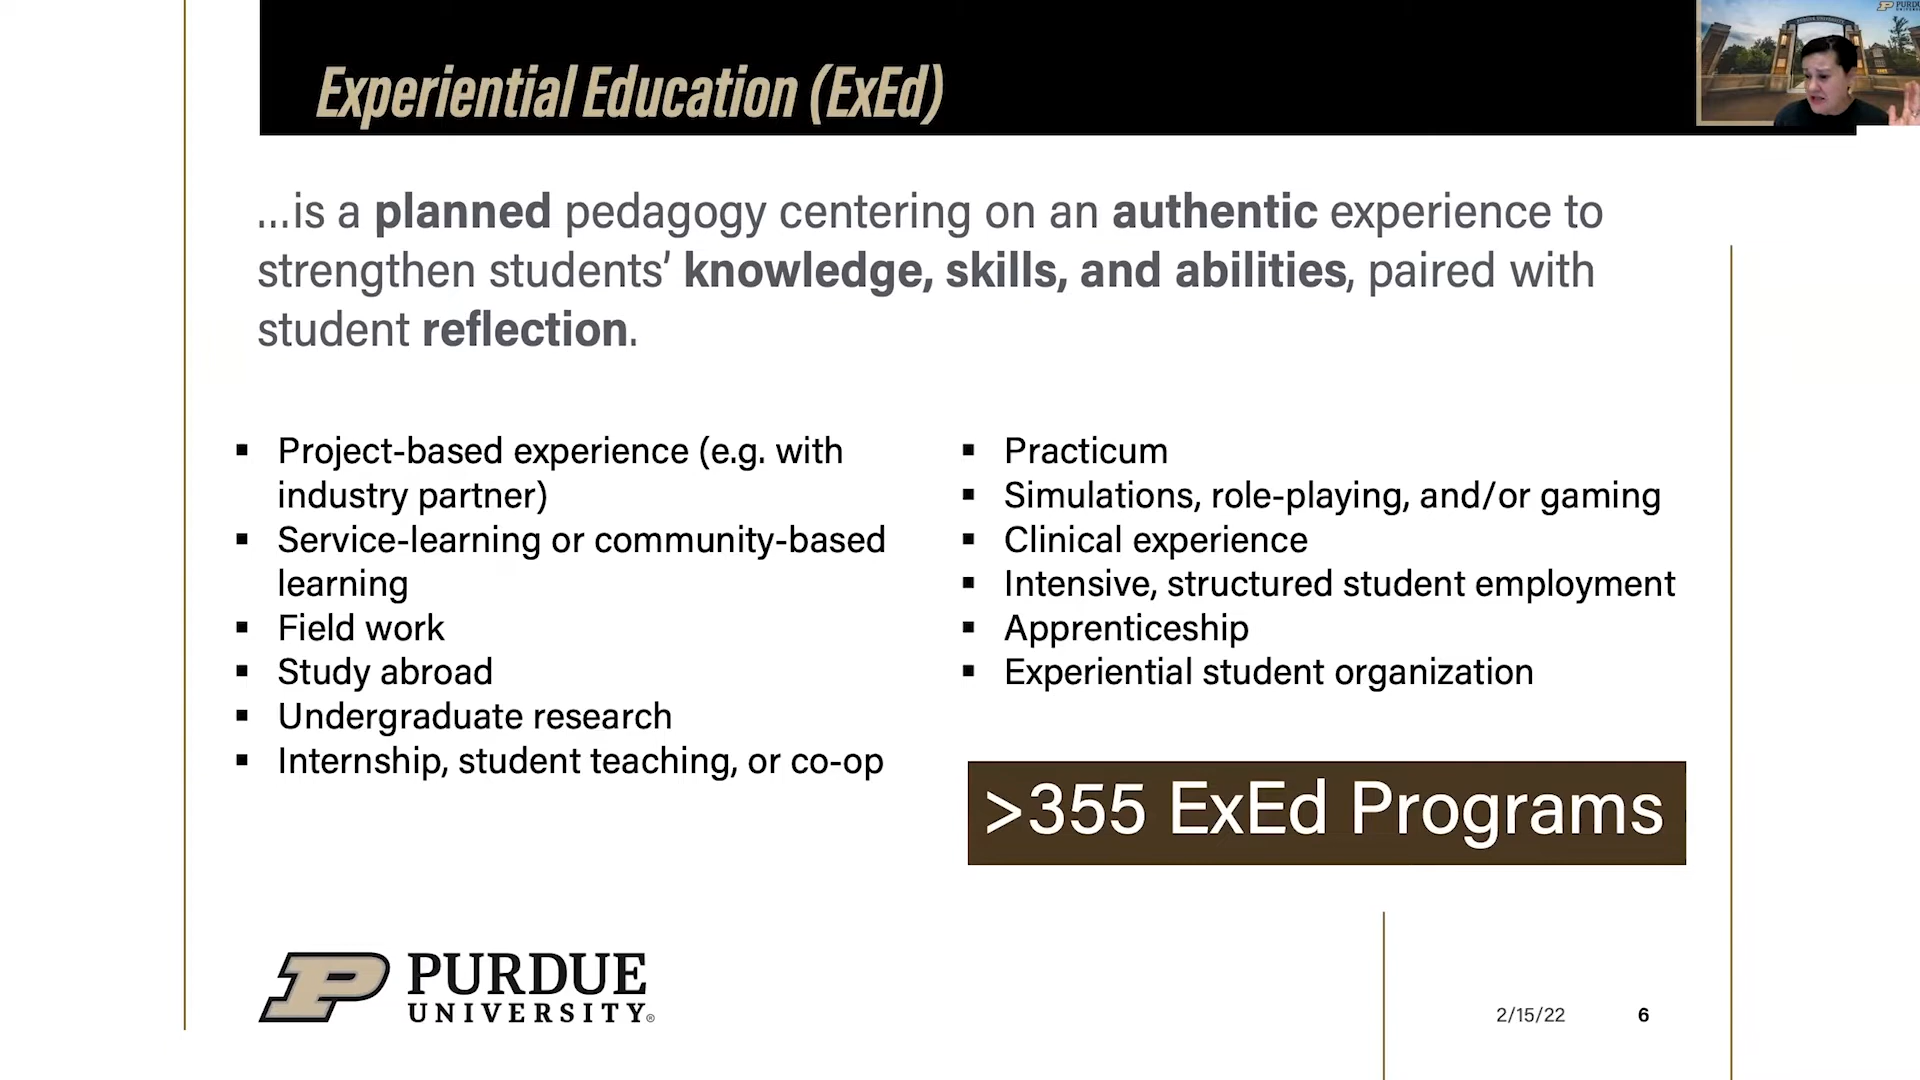 Experiential Education (ExEd)
...is a planned pedagogy centering on an authentic experience to
strengthen students’ knowledge, skills, and abilities, paired with
student reflection.
▪ Project-based experience (e.g. with
industry partner)
▪ Service-learning or community-based
learning
▪ Field work
▪ Study abroad
▪ Undergraduate research
▪ Internship, student teaching, or co-op
▪ Practicum
▪ Simulations, role-playing, and/or gaming
▪ Clinical experience
▪ Intensive, structured student employment
▪ Apprenticeship
▪ Experiential student organization
>355 ExEd Programs
P PURDUE
UNIVERSITY®
2/15/22 6